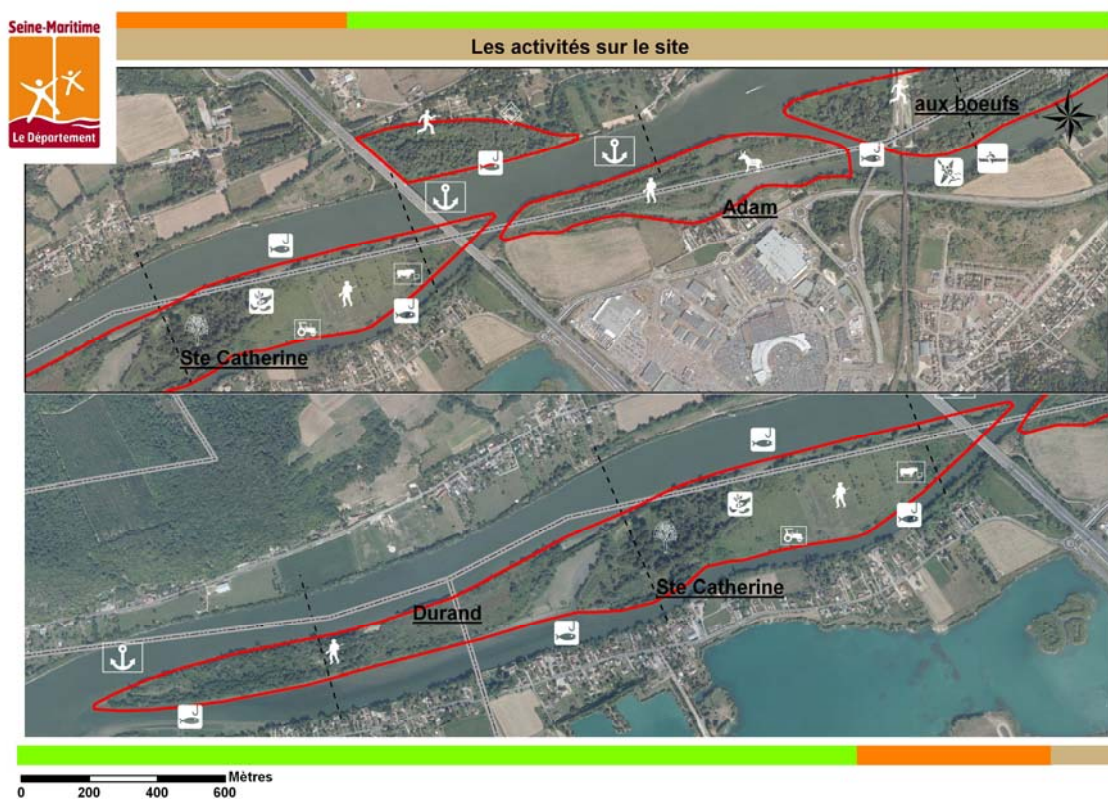 Seine-Maritime
Le Département
Les activités sur le site
aux boeufs
Adam
Ste Catherine
Durand
Ste Catherine
Mètres
0 200 400 600